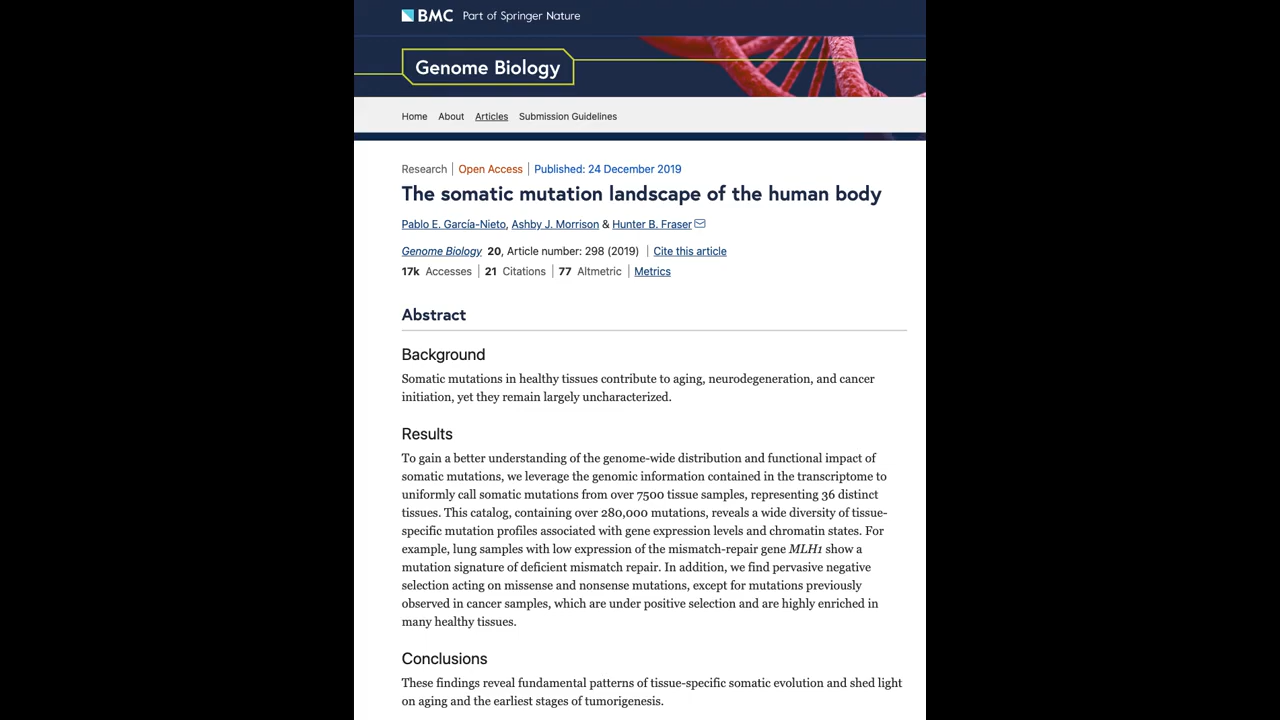 BMC Part of Springer Nature
Genome Biology
Home About Articles Submission Guidelines
Research | Open Access | Published: 24 December 2019
The somatic mutation landscape of the human body
Pablo E. García-Nieto, Ashby J. Morrison & Hunter B. Fraser
Genome Biology 20, Article number: 298 (2019) | Cite this article
17k Accesses | 21 Citations | 77 Altmetric | Metrics
Abstract
Background
Somatic mutations in healthy tissues contribute to aging, neurodegeneration, and cancer
initiation, yet they remain largely uncharacterized.
Results
To gain a better understanding of the genome-wide distribution and functional impact of
somatic mutations, we leverage the genomic information contained in the transcriptome to
uniformly call somatic mutations from over 7500 tissue samples, representing 36 distinct
tissues. This catalog, containing over 280,000 mutations, reveals a wide diversity of tissue-
specific mutation profiles associated with gene expression levels and chromatin states. For
example, lung samples with low expression of the mismatch-repair gene MLH1 show a
mutation signature of deficient mismatch repair. In addition, we find pervasive negative
selection acting on missense and nonsense mutations, except for mutations previously
observed in cancer samples, which are under positive selection and are highly enriched in
many healthy tissues.
Conclusions
These findings reveal fundamental patterns of tissue-specific somatic evolution and shed light
on aging and the earliest stages of tumorigenesis.